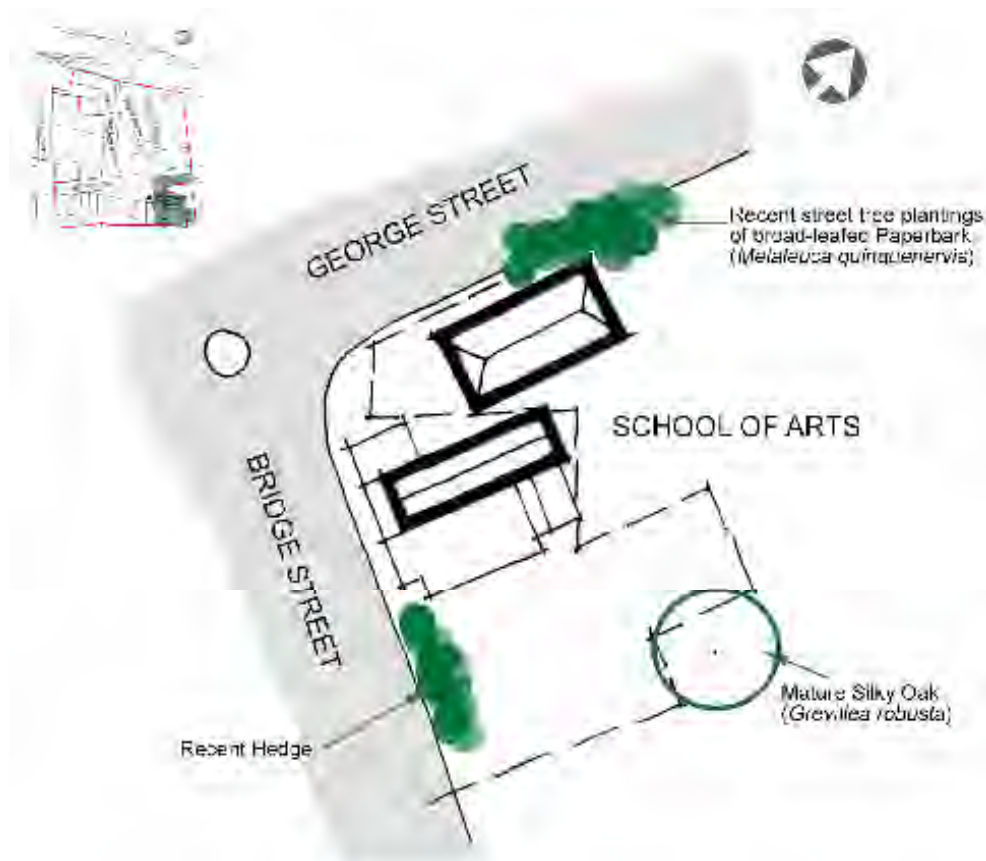 GEORGE STREET
Recent street tree plantings
of broad-leafed Paperbark
(Melaleuca quinquenervis)
SCHOOL OF ARTS
BRIDGE STREET
Mature Silky Oak
(Grevillea robusta)
Recent Hedge